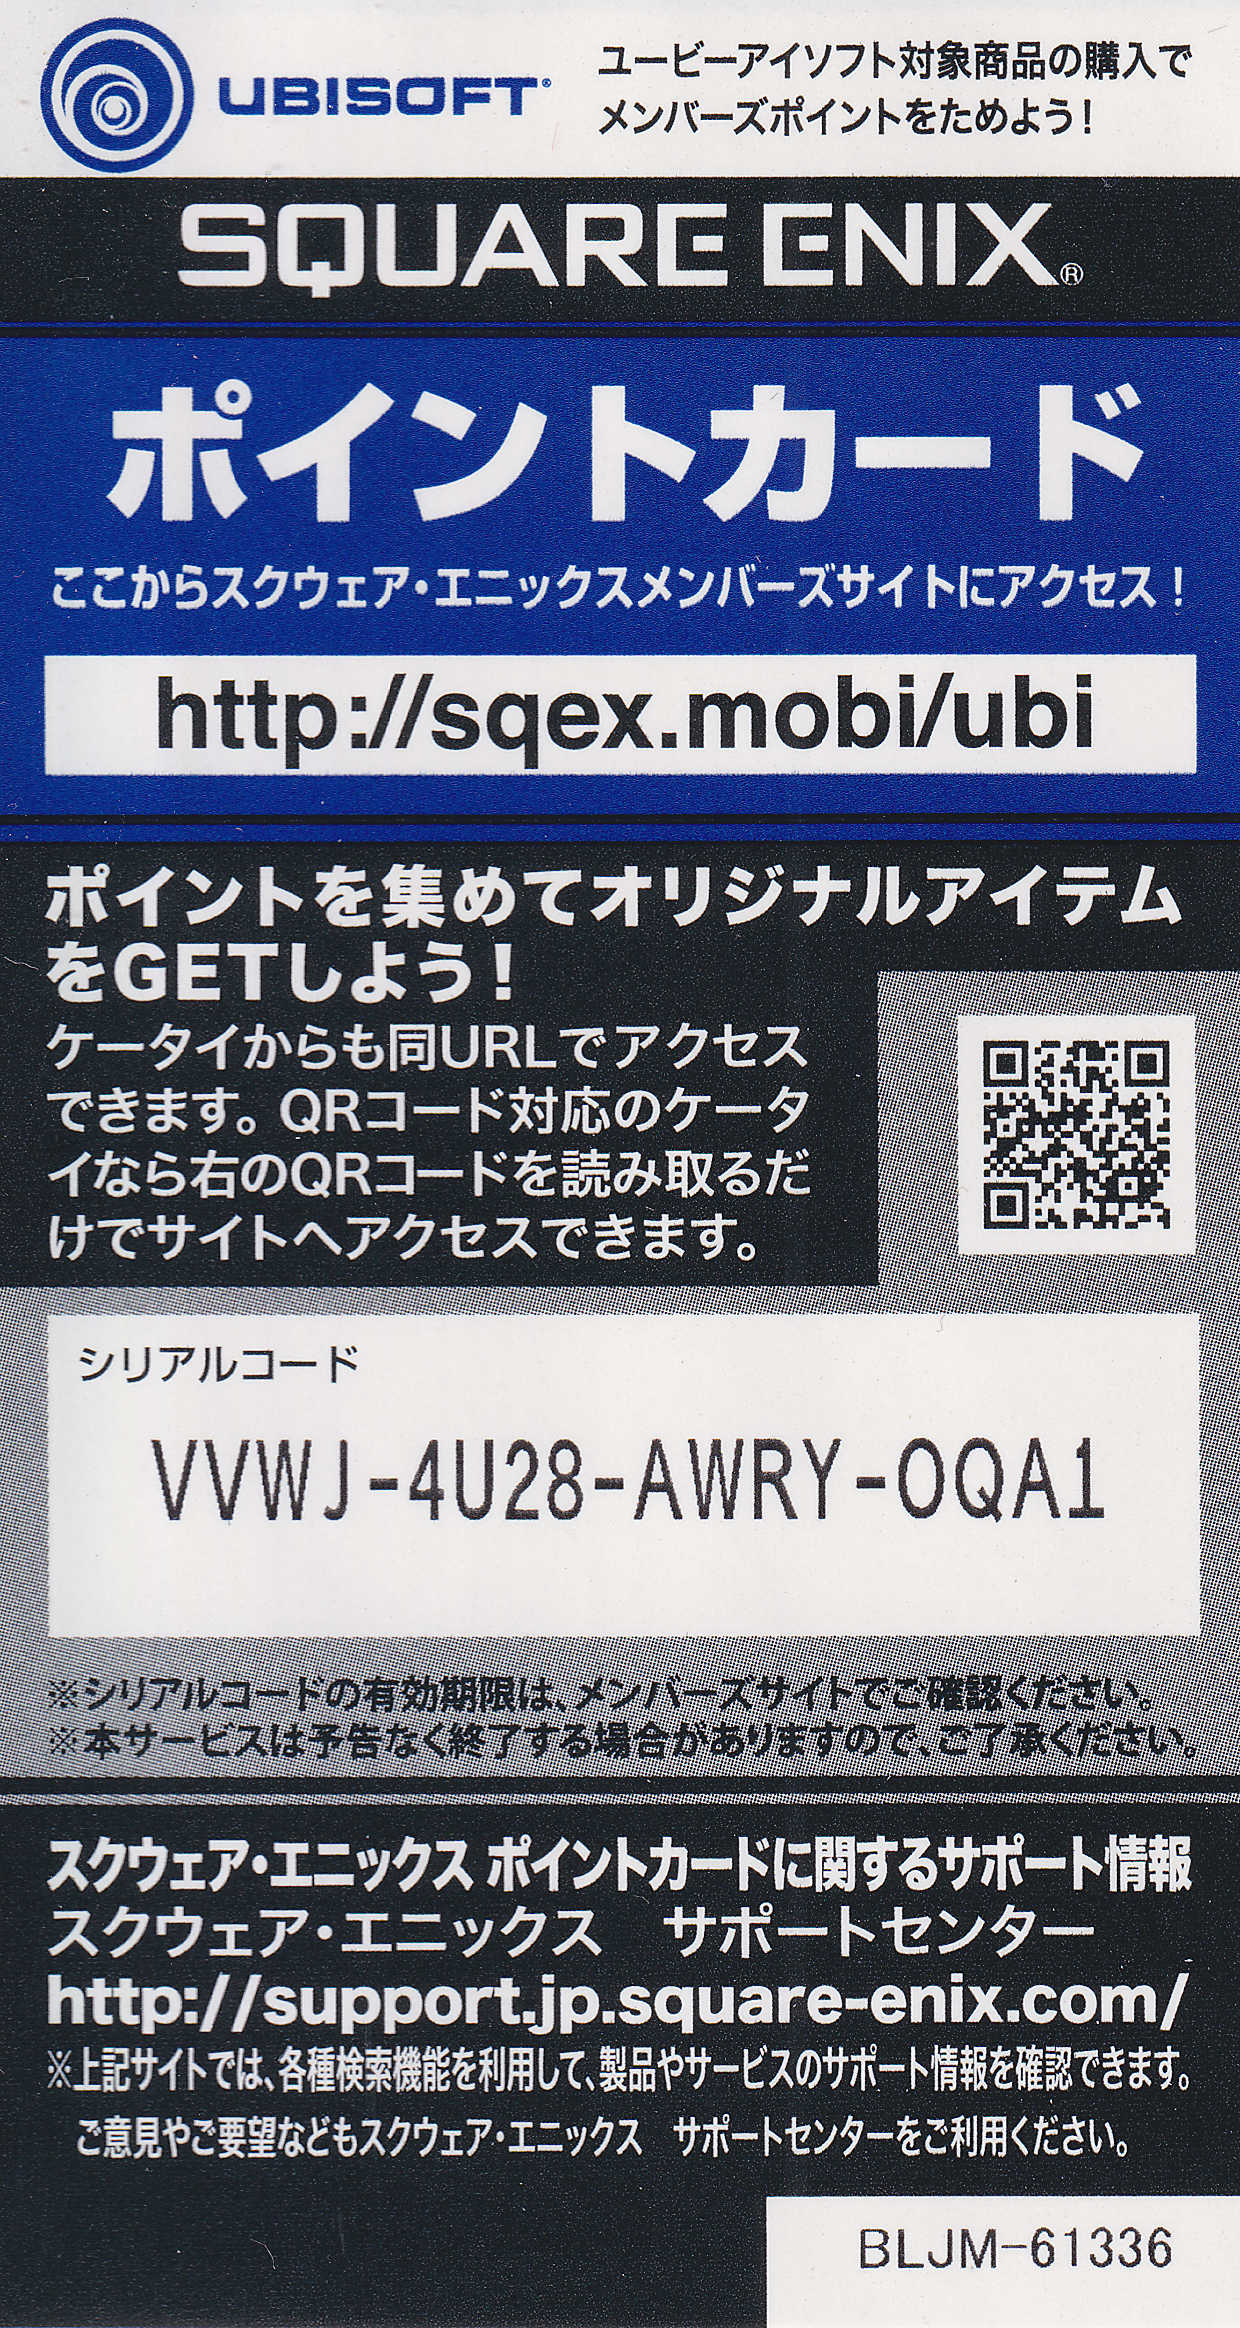 UBISOFT®
ユービーアイソフト対象商品の購入で
メンバーズポイントをためよう!
SQUARE ENIX®
ポイントカード
ここからスクウェア・エニックスメンバーズサイトにアクセス!
http://sqex.mobi/ubi
ポイントを集めてオリジナルアイテム
をGETしよう!
ケータイからも同URLでアクセス
できます。QRコード対応のケータ
イなら右のQRコードを読み取るだ
けでサイトへアクセスできます。
シリアルコード
VVWJ-4U28-AWRY-OQA1
※シリアルコードの有効期限は、メンバーズサイトでご確認ください。
※本サービスは予告なく終了する場合がありますので、ご了承ください。
スクウェア・エニックス ポイントカードに関するサポート情報
スクウェア・エニックス サポートセンター
http://support.jp.square-enix.com/
※上記サイトでは、各種検索機能を利用して、製品やサービスのサポート情報を確認できます。
ご意見やご要望などもスクウェア・エニックス サポートセンターをご利用ください。
BLJM-61336